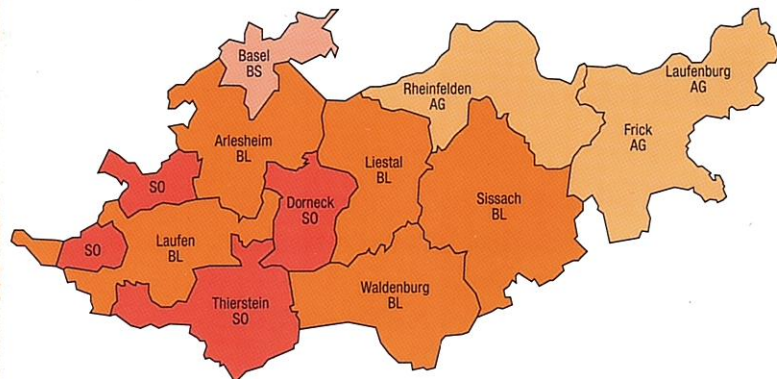 Basel
BS
Laufenburg
AG
Rheinfelden
AG
Frick
AG
Arlesheim
BL
Liestal
BL
SO
Dorneck
SO
Sissach
BL
SO
Laufen
BL
Waldenburg
BL
Thierstein
SO